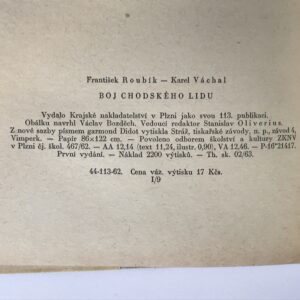 František Roubík — Karel Váchal
BOJ CHODSKÉHO LIDU
Vydalo Krajské nakladatelství v Plzni jako svou 113. publikaci.
Obálku navrhl Václav Bozděch. Vedoucí redaktor Stanislav Oliverius.
Z nové sazby písmem garmond Didot vytiskla Stráž, tiskařské závody, n. p., závod 4,
Vimperk. — Papír 86×122 cm. — Povoleno odborem školství a kultury ZKNV
v Plzni čj. škol. 467/62. — AA 12,14 (text 11,24, ilustr. 0,90), VA 12,46. — P-16*21417.
První vydání. — Náklad 2200 výtisků. — Th. sk. 02/63.
44-113-62. Cena váz. výtisku 17 Kčs.
I/9